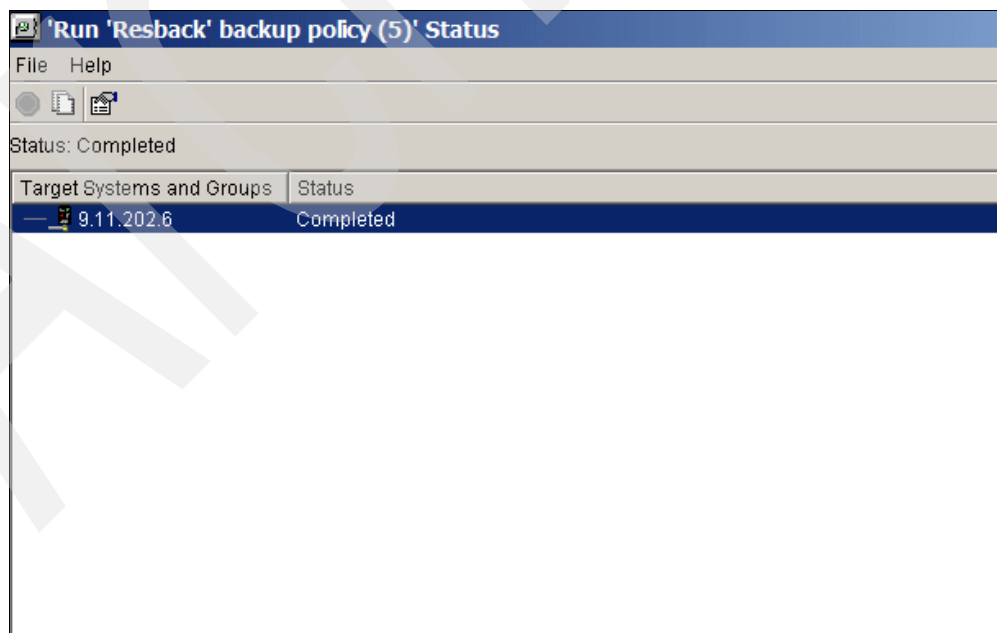 'Run 'Resback' backup policy (5)' Status
File Help
Status: Completed
Target Systems and Groups Status
9.11.202.6 Completed